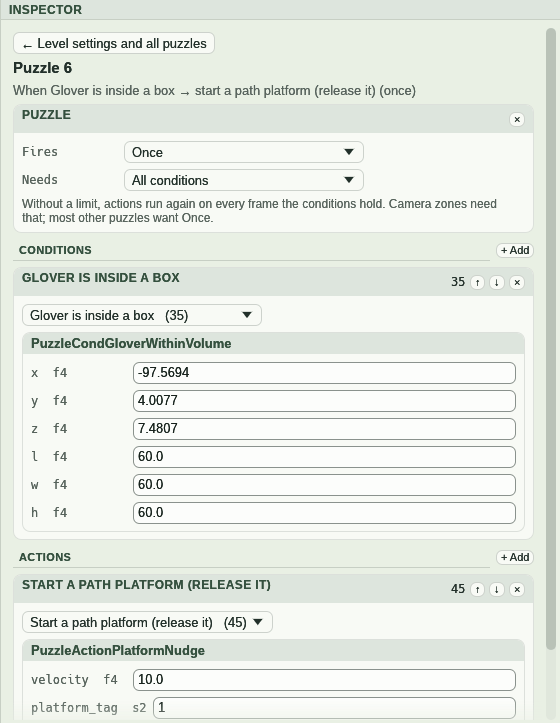 INSPECTOR
← Level settings and all puzzles
Puzzle 6
When Glover is inside a box → start a path platform (release it) (once)
PUZZLE ×
Fires Once
Needs All conditions
Without a limit, actions run again on every frame the conditions hold. Camera zones need
that; most other puzzles want Once.
CONDITIONS + Add
GLOVER IS INSIDE A BOX 35 ↑ ↓ ×
Glover is inside a box (35)
PuzzleCondGloverWithinVolume
x f4 -97.5694
y f4 4.0077
z f4 7.4807
l f4 60.0
w f4 60.0
h f4 60.0
ACTIONS + Add
START A PATH PLATFORM (RELEASE IT) 45 ↑ ↓ ×
Start a path platform (release it) (45)
PuzzleActionPlatformNudge
velocity f4 10.0
platform_tag s2 1